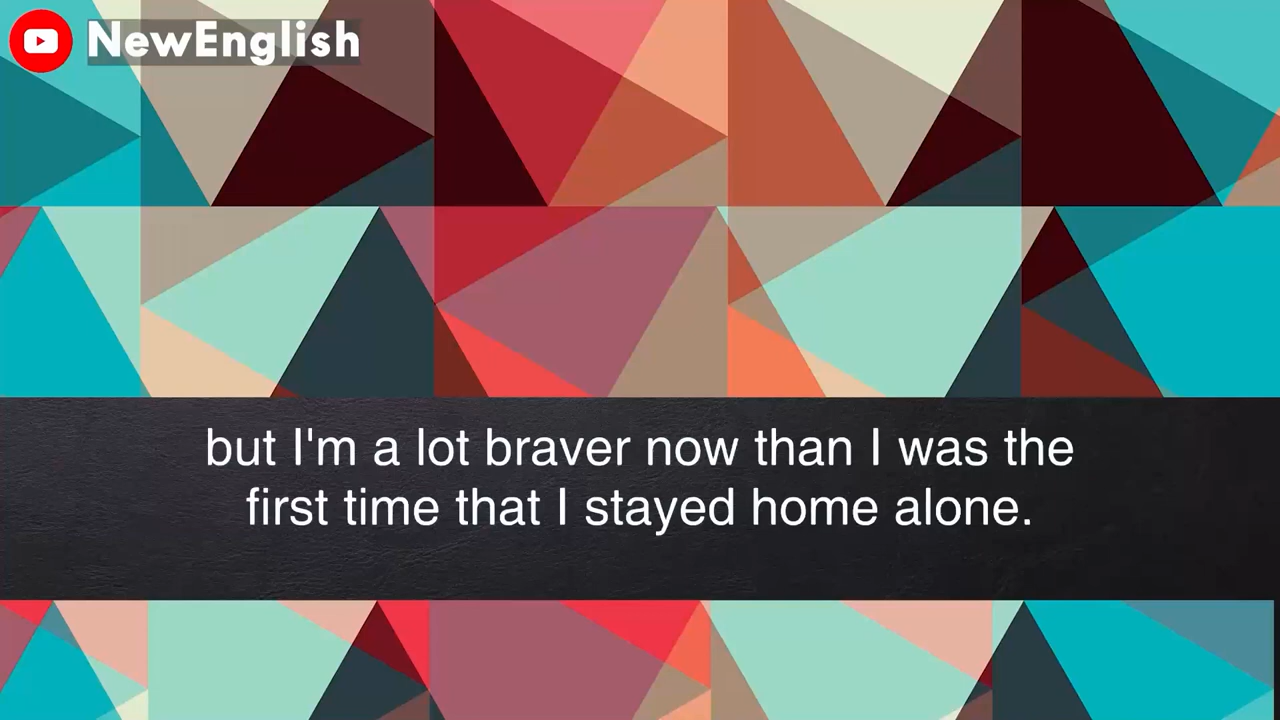 NewEnglish
but I'm a lot braver now than I was the
first time that I stayed home alone.